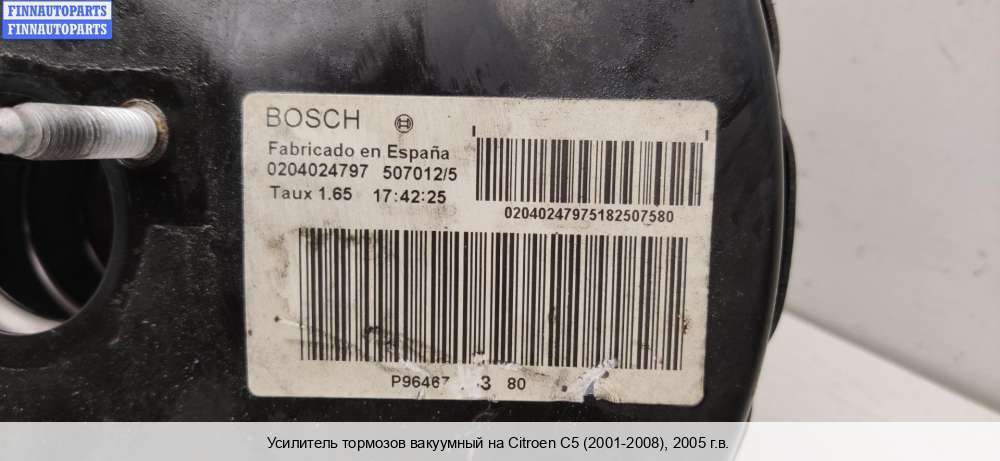 FINNAUTOPARTS
FINNAUTOPARTS
BOSCH
Fabricado en España
0204024797 507012/5
Taux 1.65 17:42:25
02040247975182507580
80
Усилитель тормозов вакуумный на Citroen C5 (2001-2008), 2005 г.в.